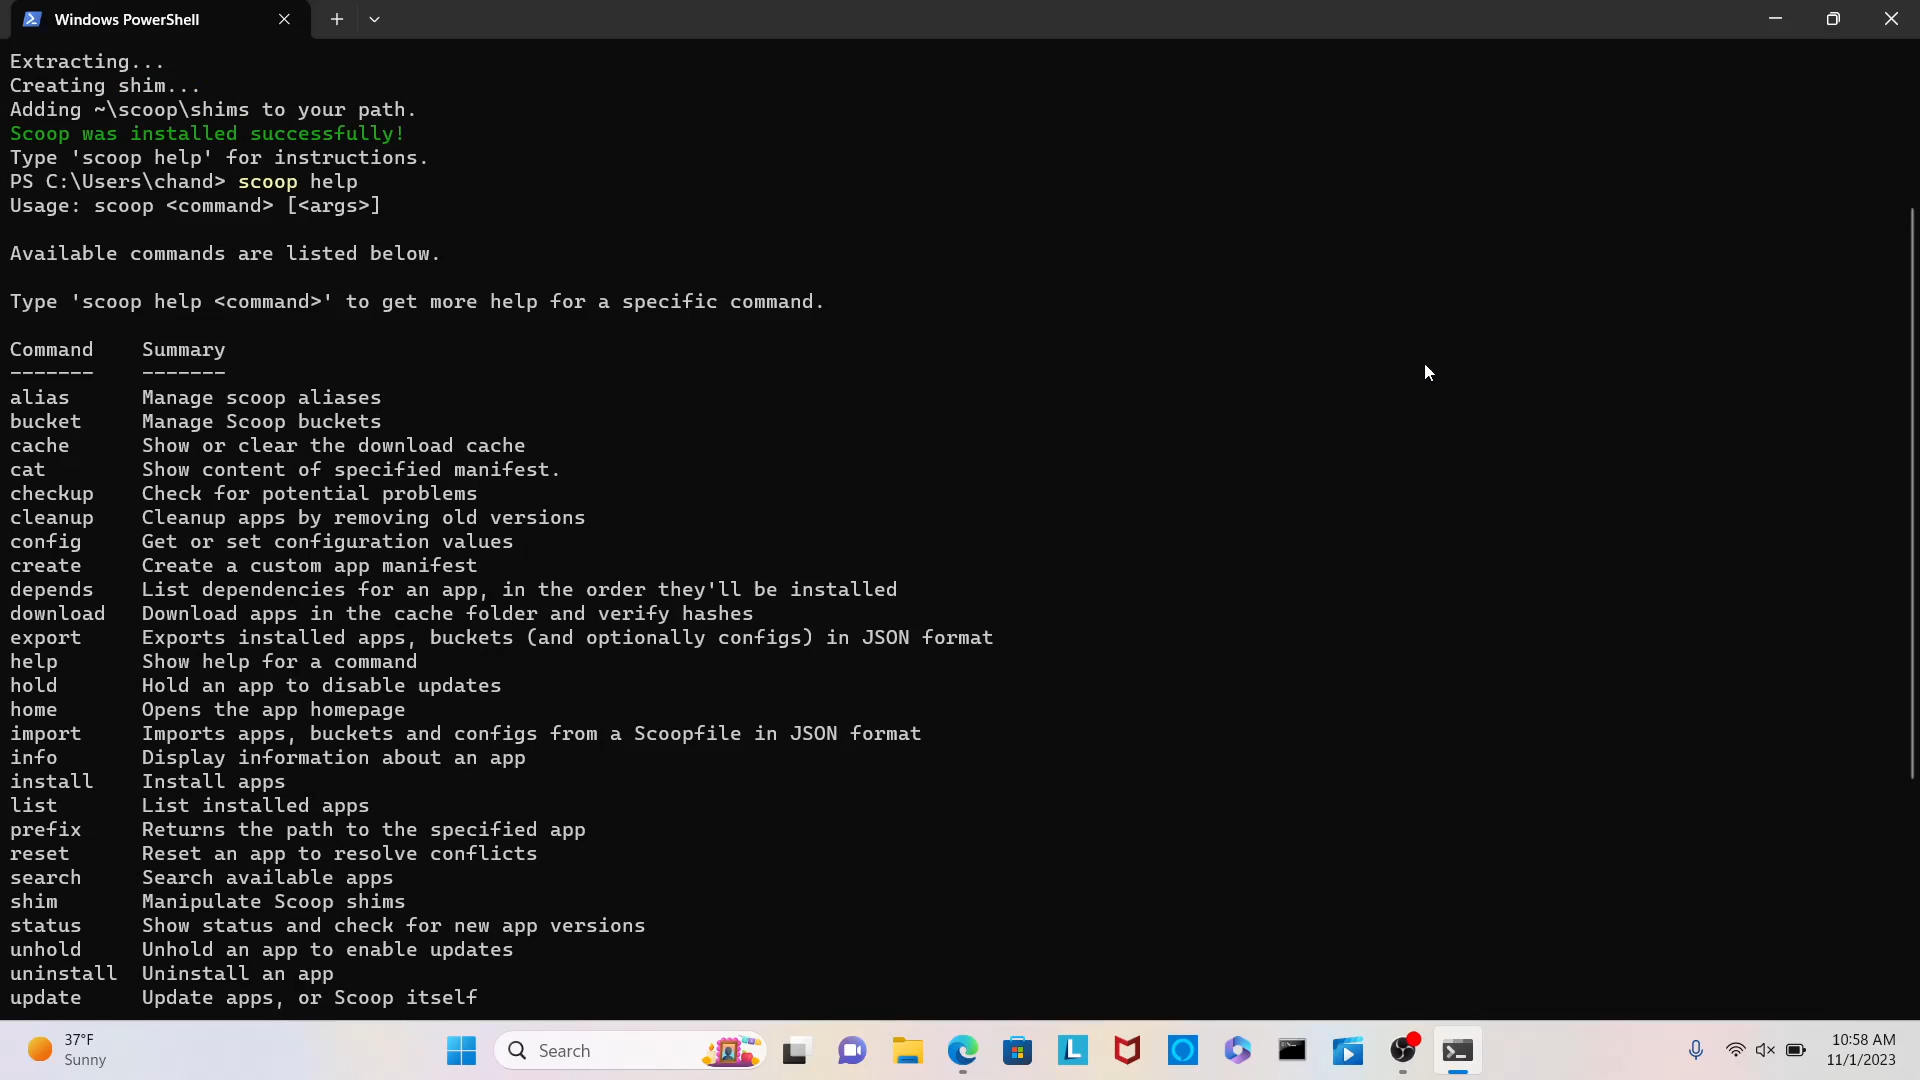 Windows PowerShell
Extracting...
Creating shim...
Adding ~\scoop\shims to your path.
Scoop was installed successfully!
Type 'scoop help' for instructions.
PS C:\Users\chand> scoop help
Usage: scoop <command> [<args>]
Available commands are listed below.
Type 'scoop help <command>' to get more help for a specific command.
Command Summary
------- -------
alias Manage scoop aliases
bucket Manage Scoop buckets
cache Show or clear the download cache
cat Show content of specified manifest.
checkup Check for potential problems
cleanup Cleanup apps by removing old versions
config Get or set configuration values
create Create a custom app manifest
depends List dependencies for an app, in the order they'll be installed
download Download apps in the cache folder and verify hashes
export Exports installed apps, buckets (and optionally configs) in JSON format
help Show help for a command
hold Hold an app to disable updates
home Opens the app homepage
import Imports apps, buckets and configs from a Scoopfile in JSON format
info Display information about an app
install Install apps
list List installed apps
prefix Returns the path to the specified app
reset Reset an app to resolve conflicts
search Search available apps
shim Manipulate Scoop shims
status Show status and check for new app versions
unhold Unhold an app to enable updates
uninstall Uninstall an app
update Update apps, or Scoop itself
37°F
Sunny
Search
L
10:58 AM
11/1/2023